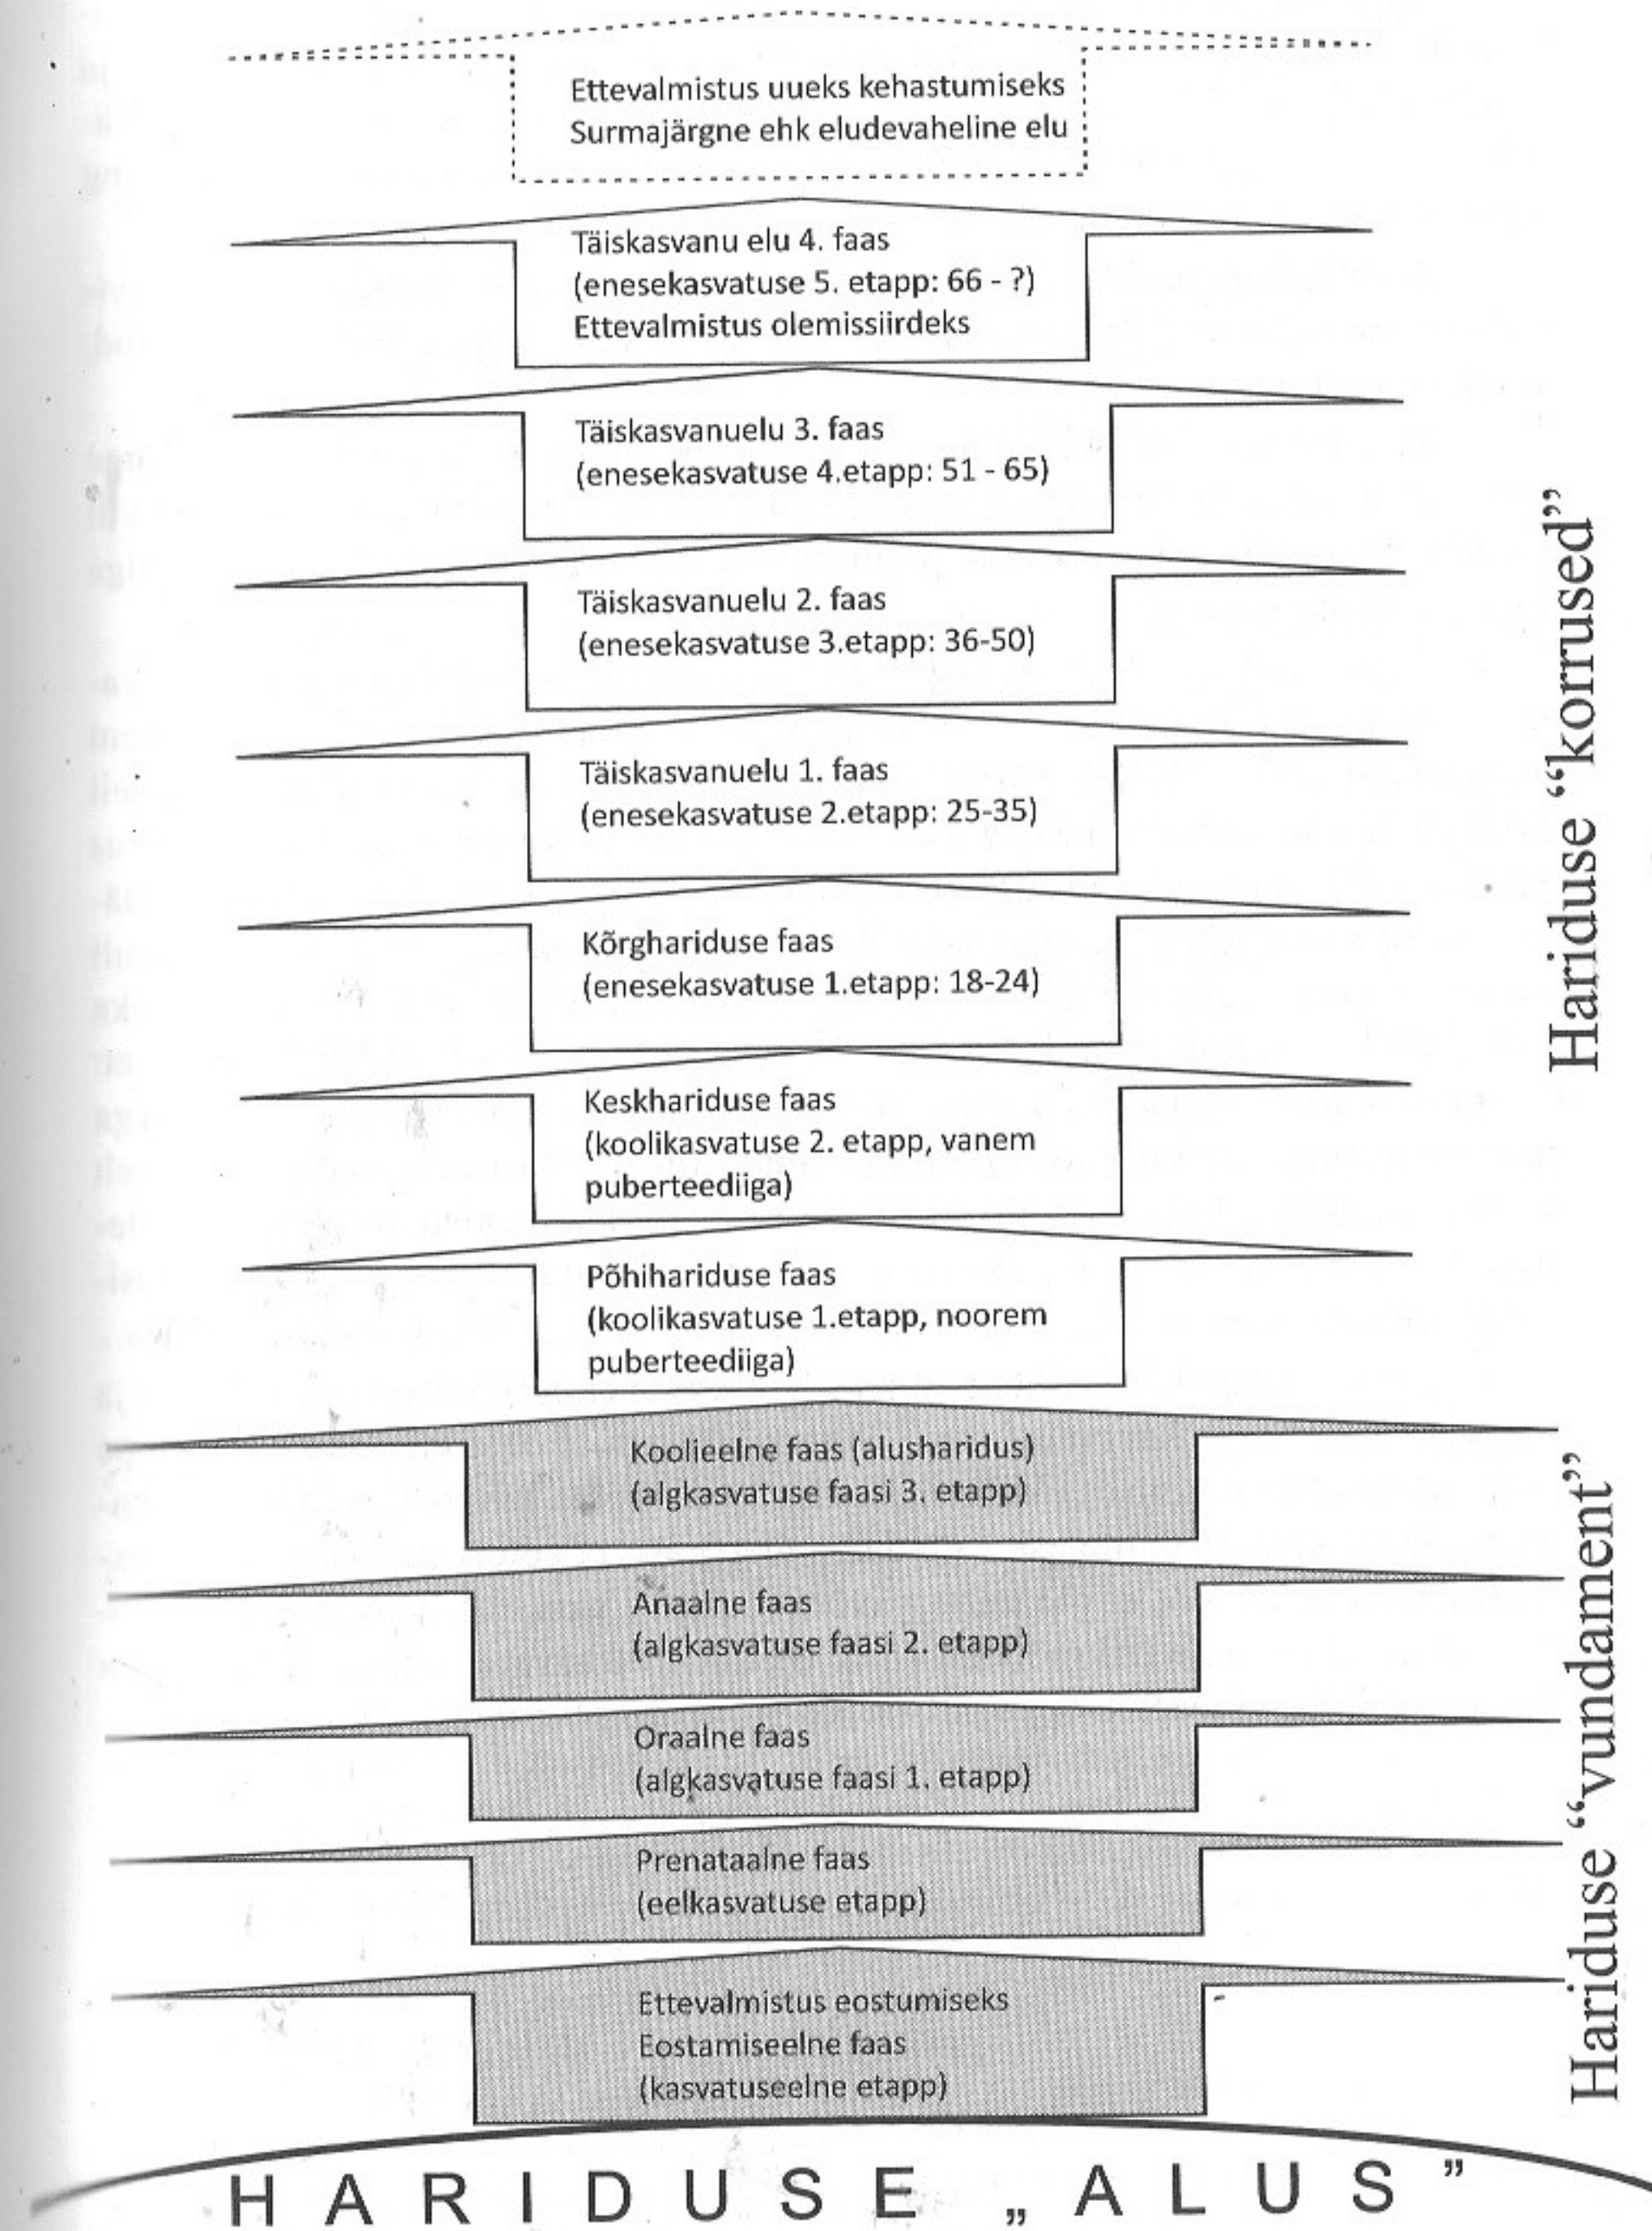 Ettevalmistus uueks kehastumiseks
Surmajärgne ehk eludevaheline elu
Täiskasvanu elu 4. faas
(enesekasvatuse 5. etapp: 66 - ?)
Ettevalmistus olemissiirdeks
Täiskasvanuelu 3. faas
(enesekasvatuse 4.etapp: 51 - 65)
Täiskasvanuelu 2. faas
(enesekasvatuse 3.etapp: 36-50)
Täiskasvanuelu 1. faas
(enesekasvatuse 2.etapp: 25-35)
Kõrghariduse faas
(enesekasvatuse 1.etapp: 18-24)
Keskhariduse faas
(koolikasvatuse 2. etapp, vanem
puberteediiga)
Põhihariduse faas
(koolikasvatuse 1.etapp, noorem
puberteediiga)
Hariduse “korrused”
Koolieelne faas (alusharidus)
(algkasvatuse faasi 3. etapp)
Anaalne faas
(algkasvatuse faasi 2. etapp)
Oraalne faas
(algkasvatuse faasi 1. etapp)
Prenataalne faas
(eelkasvatuse etapp)
Ettevalmistus eostumiseks
Eostamiseelne faas
(kasvatuseelne etapp)
Hariduse “vundament”
HARIDUSE „ALUS”